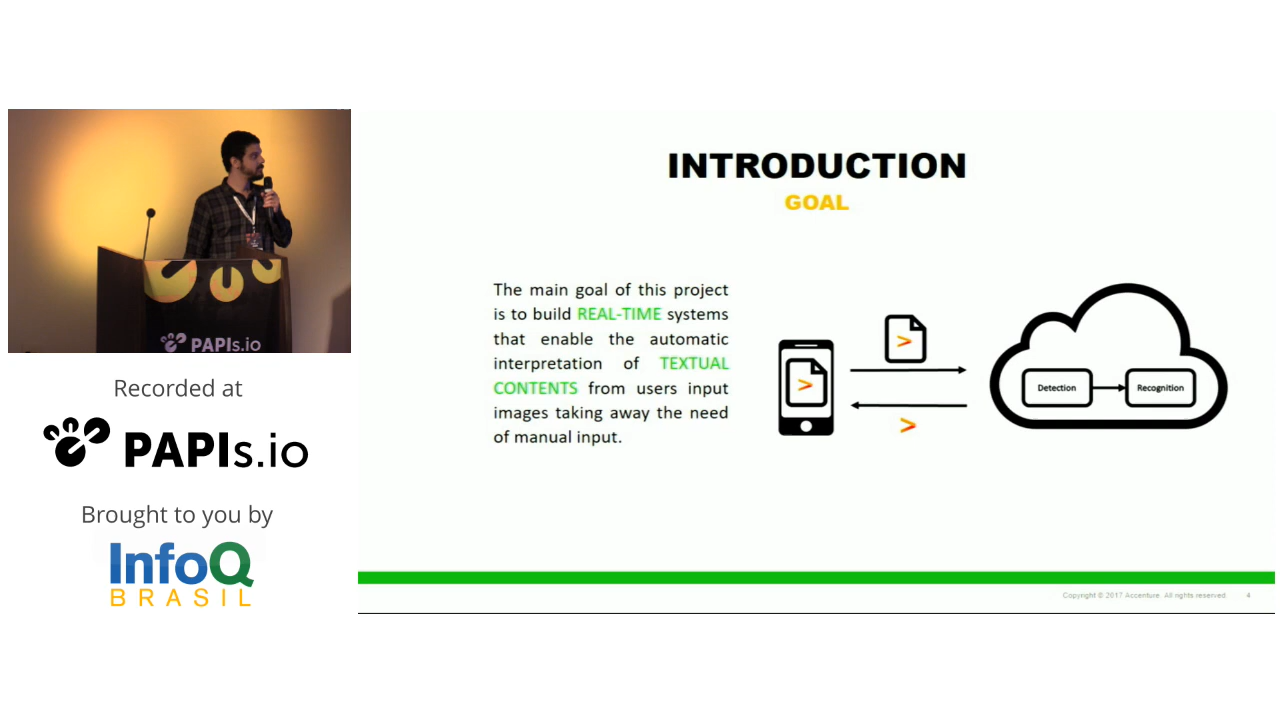 PAPIs.io
Recorded at
PAPIs.io
Brought to you by
InfoQ
BRASIL
INTRODUCTION
GOAL
The main goal of this project
is to build REAL-TIME systems
that enable the automatic
interpretation of TEXTUAL
CONTENTS from users input
images taking away the need
of manual input.
Detection
Recognition
Copyright © 2017 Accenture. All rights reserved.
4